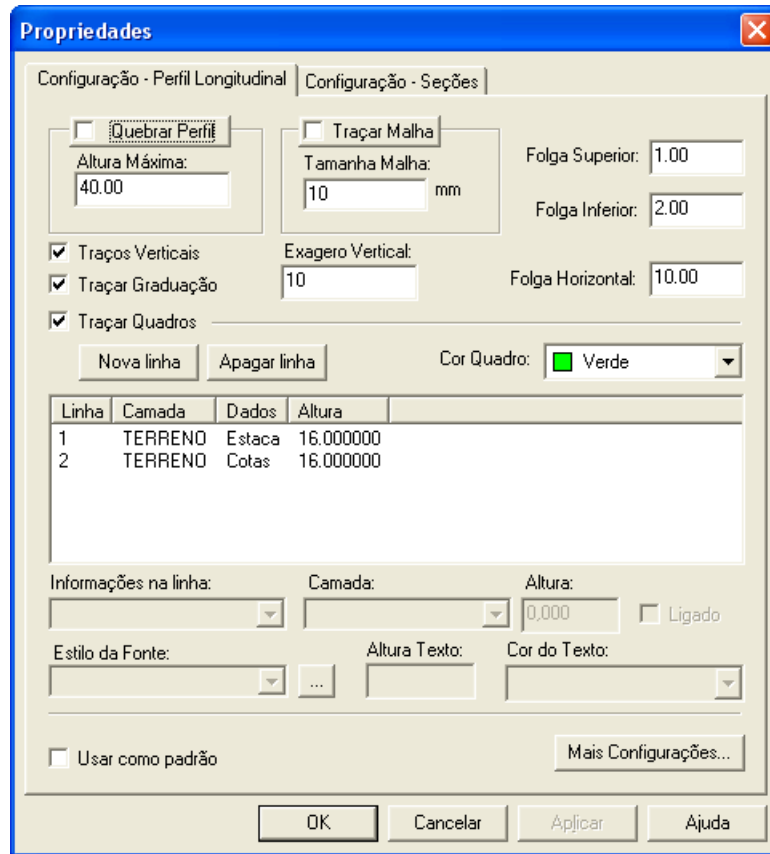 Propriedades
Configuração - Perfil Longitudinal
Configuração - Seções
Quebrar Perfil
Traçar Malha
Altura Máxima:
40.00
Tamanha Malha:
10 mm
Folga Superior: 1.00
Folga Inferior: 2.00
Traços Verticais
Exagero Vertical:
Traçar Graduação
10
Folga Horizontal: 10.00
Traçar Quadros
Nova linha
Apagar linha
Cor Quadro: Verde
Linha Camada Dados Altura
1 TERRENO Estaca 16.000000
2 TERRENO Cotas 16.000000
Informações na linha:
Camada:
Altura:
0,000
Ligado
Estilo da Fonte:
...
Altura Texto:
Cor do Texto:
Usar como padrão
Mais Configurações...
OK
Cancelar
Aplicar
Ajuda